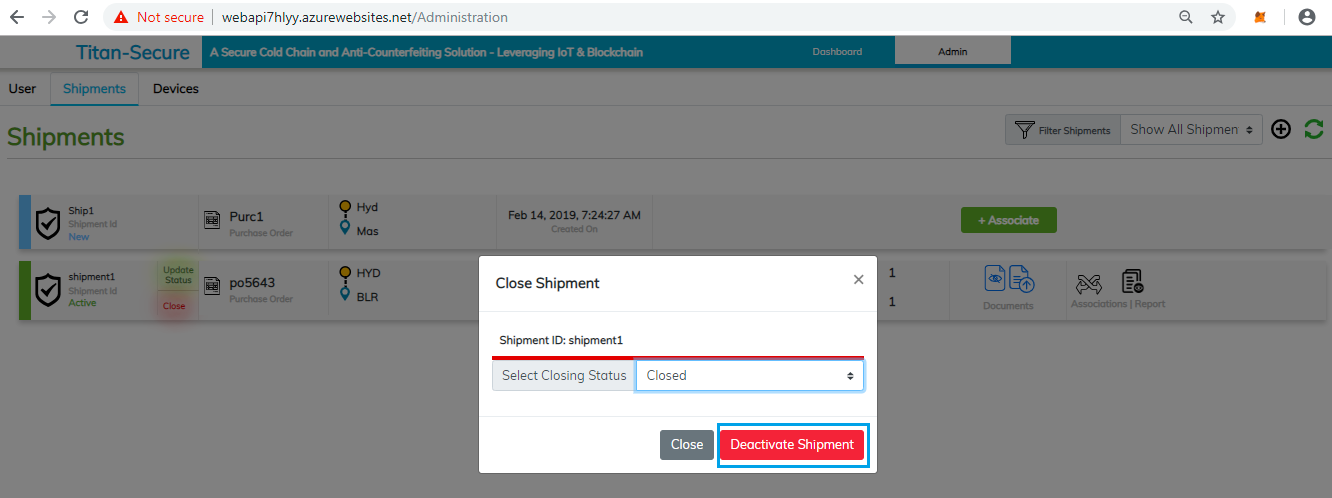 Not secure | webapi7hlyy.azurewebsites.net/Administration
Titan-Secure
A Secure Cold Chain and Anti-Counterfeiting Solution - Leveraging IoT & Blockchain
Dashboard
Admin
User
Shipments
Devices
Shipments
Filter Shipments
Show All Shipmen
Ship1
Shipment Id
New
Purc1
Purchase Order
Hyd
Mas
Feb 14, 2019, 7:24:27 AM
Created On
+ Associate
shipment1
Shipment Id
Active
Update
Status
Close
po5643
Purchase Order
HYD
BLR
1
1
Documents
Associations | Report
Close Shipment
×
Shipment ID: shipment1
Select Closing Status
Closed
Close
Deactivate Shipment